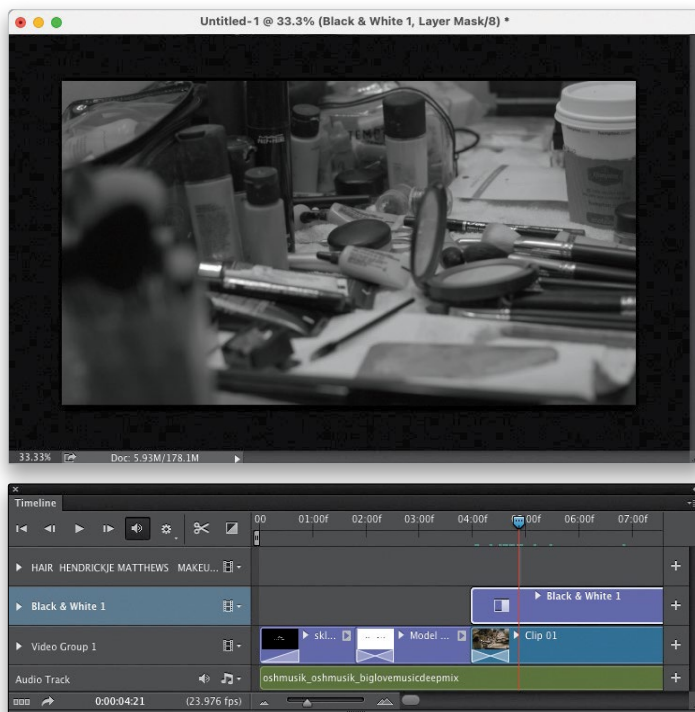 Untitled-1 @ 33.3% (Black & White 1, Layer Mask/8) *
TEMP
33.33% Doc: 5.93M/178.1M
Timeline
00 01:00f 02:00f 03:00f 04:00f 00f 06:00f 07:00f
HAIR HENDRICKJE MATTHEWS MAKEU...
Black & White 1 Black & White 1
Video Group 1 skl... Model ... Clip 01
Audio Track oshmusik_oshmusik_biglovemusicdeepmix
0:00:04:21 (23.976 fps)